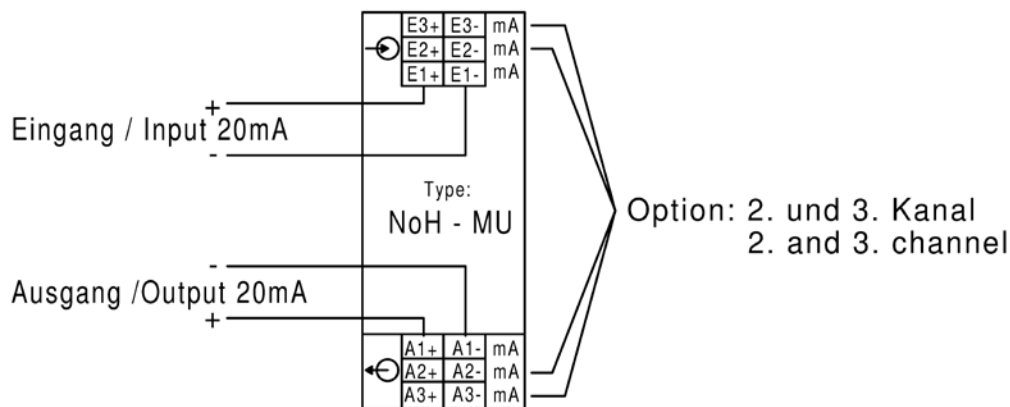 E3+ E3- mA
E2+ E2- mA
E1+ E1- mA
+
Eingang / Input 20mA
-
Type:
NoH - MU
Option: 2. und 3. Kanal
2. and 3. channel
-
Ausgang /Output 20mA
+
A1+ A1- mA
A2+ A2- mA
A3+ A3- mA